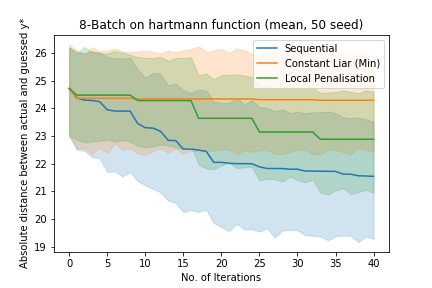 8-Batch on hartmann function (mean, 50 seed)
Absolute distance between actual and guessed y*
26
25
24
23
22
21
20
19
Sequential
Constant Liar (Min)
Local Penalisation
0 5 10 15 20 25 30 35 40
No. of Iterations